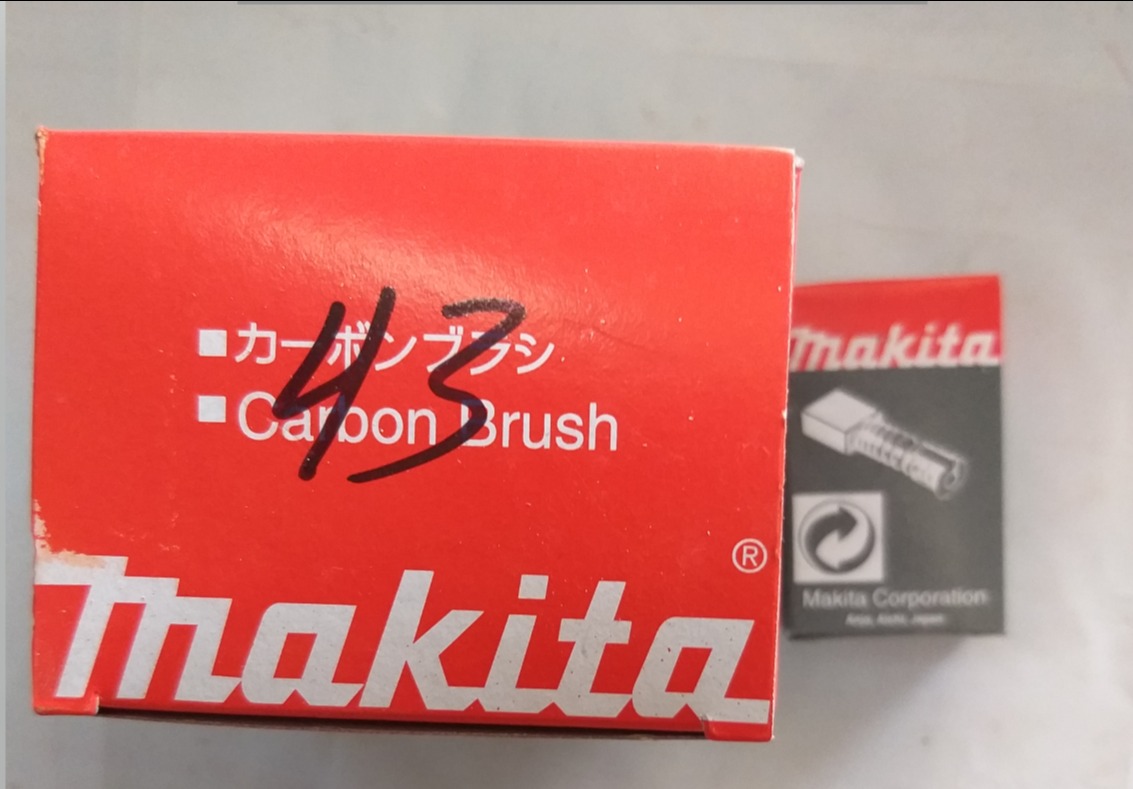 43
■カーボンブラシ
■Carbon Brush
makita®
makita
Makita Corporation
Anjo, Aichi, Japan